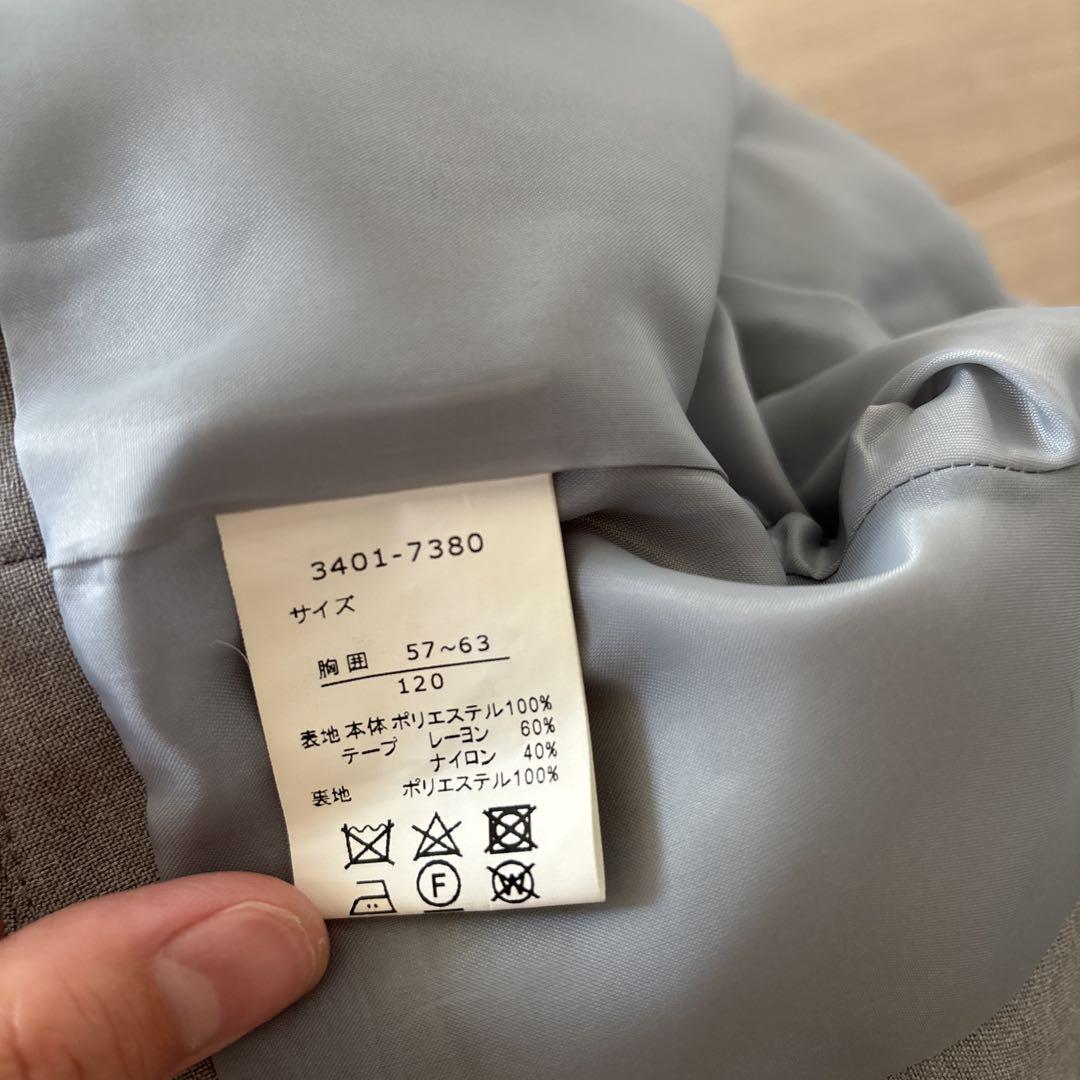 3401-7380
サイズ
胸囲 57~63
120
表地 本体 ポリエステル100%
テープ レーヨン 60%
ナイロン 40%
裏地 ポリエステル100%
F
W